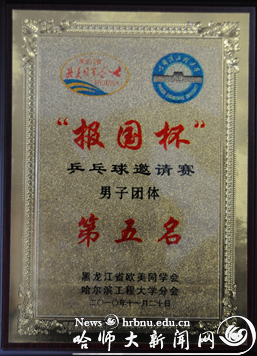 “报国杯”
乒乓球邀请赛
男子团体
第五名
黑龙江省欧美同学会
哈尔滨工程大学分会
二〇一〇年十一月二十日
News hrbnu.edu.cn
哈师大新闻网